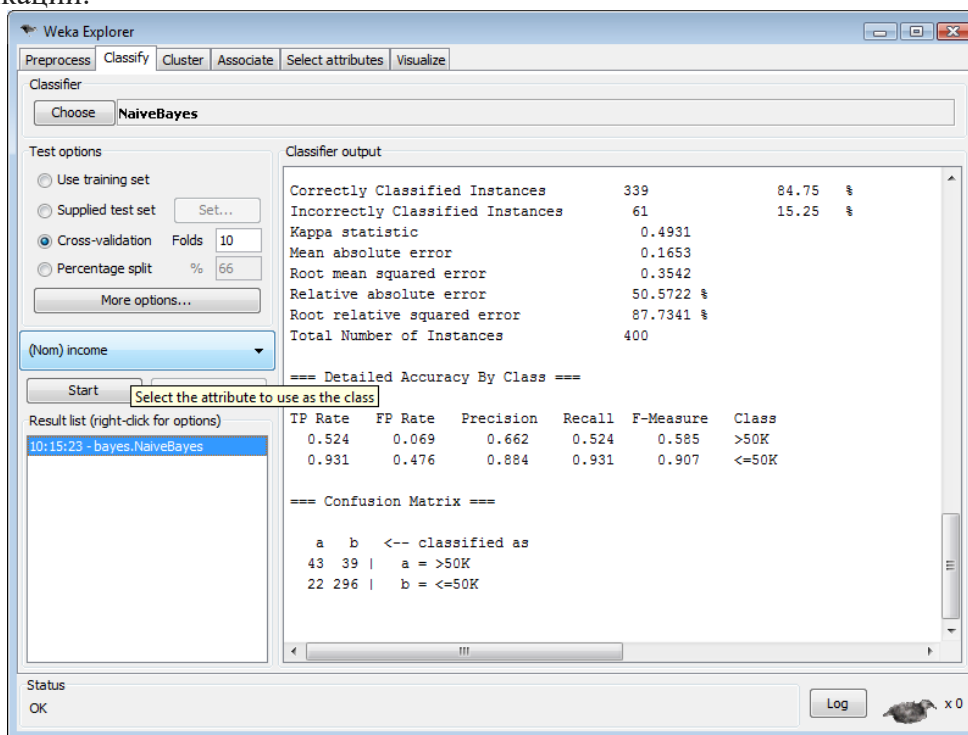 кации.
Weka Explorer
Preprocess Classify Cluster Associate Select attributes Visualize
Classifier
Choose NaiveBayes
Test options
Use training set
Supplied test set Set...
Cross-validation Folds 10
Percentage split % 66
More options...
(Nom) income
Start
Select the attribute to use as the class
Result list (right-click for options)
10:15:23 - bayes.NaiveBayes
Classifier output
Correctly Classified Instances 339 84.75 %
Incorrectly Classified Instances 61 15.25 %
Kappa statistic 0.4931
Mean absolute error 0.1653
Root mean squared error 0.3542
Relative absolute error 50.5722 %
Root relative squared error 87.7341 %
Total Number of Instances 400
=== Detailed Accuracy By Class ===
TP Rate FP Rate Precision Recall F-Measure Class
0.524 0.069 0.662 0.524 0.585 >50K
0.931 0.476 0.884 0.931 0.907 <=50K
=== Confusion Matrix ===
a b <-- classified as
43 39 | a = >50K
22 296 | b = <=50K
Status
OK
Log
x 0